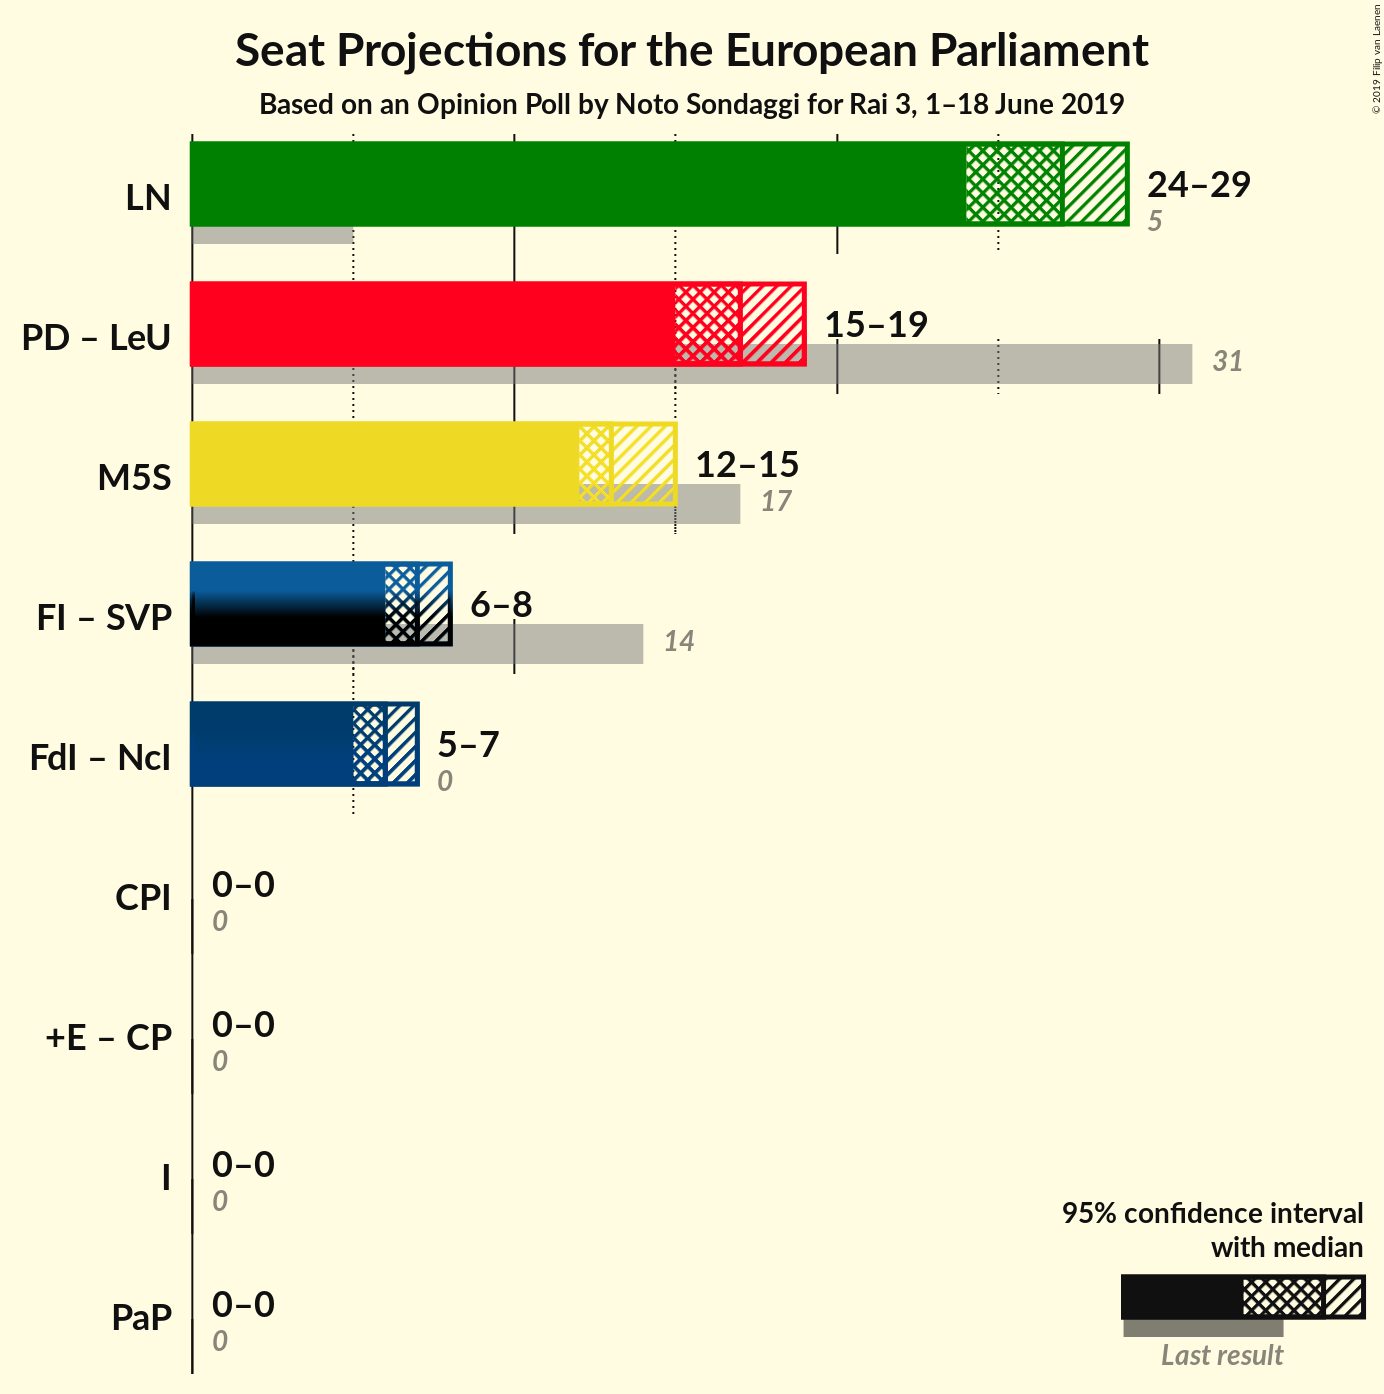 Seat Projections for the European Parliament
Based on an Opinion Poll by Noto Sondaggi for Rai 3, 1–18 June 2019
© 2019 Filip van Laenen
LN
24–29
5
PD – LeU
15–19
31
M5S
12–15
17
FI – SVP
6–8
14
FdI – NcI
5–7
0
CPI
0–0
0
+E – CP
0–0
0
I
0–0
0
PaP
0–0
0
95% confidence interval
with median
Last result